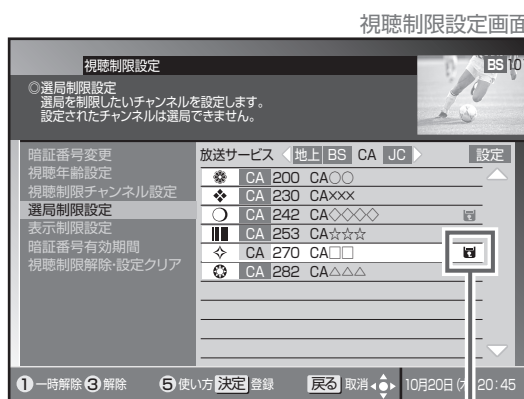 視聴制限設定画面
視聴制限設定
BS 10
◎選局制限設定
選局を制限したいチャンネルを設定します。
設定されたチャンネルは選局できません。
暗証番号変更
視聴年齢設定
視聴制限チャンネル設定
選局制限設定
表示制限設定
暗証番号有効期間
視聴制限解除・設定クリア
放送サービス 地上 BS CA JC 設定
CA 200 CA○○
CA 230 CA×××
CA 242 CA◇◇◇◇
CA 253 CA☆☆☆
CA 270 CA□□
CA 282 CA△△△
①一時解除 ③解除 ⑤使い方 決定 登録 戻る 取消 10月20日 20:45